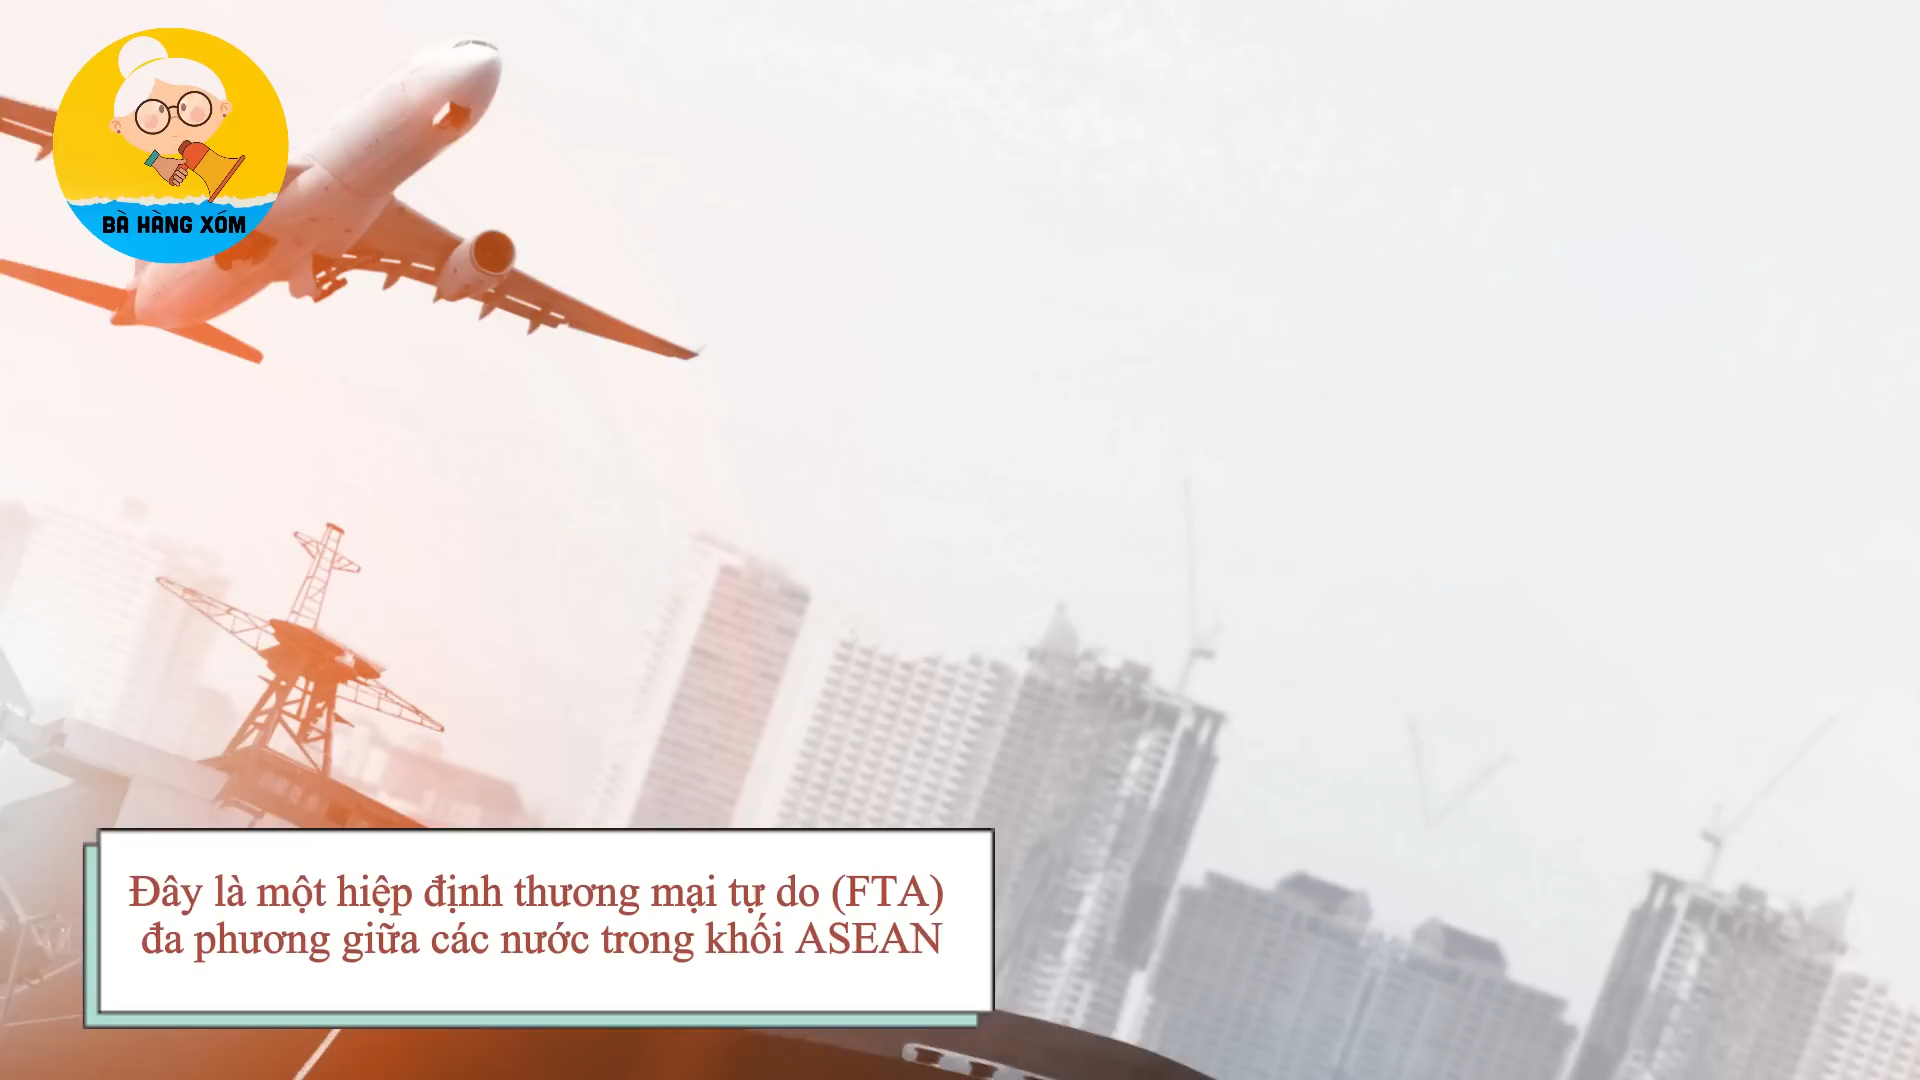 BÀ HÀNG XÓM
Đây là một hiệp định thương mại tự do (FTA)
đa phương giữa các nước trong khối ASEAN